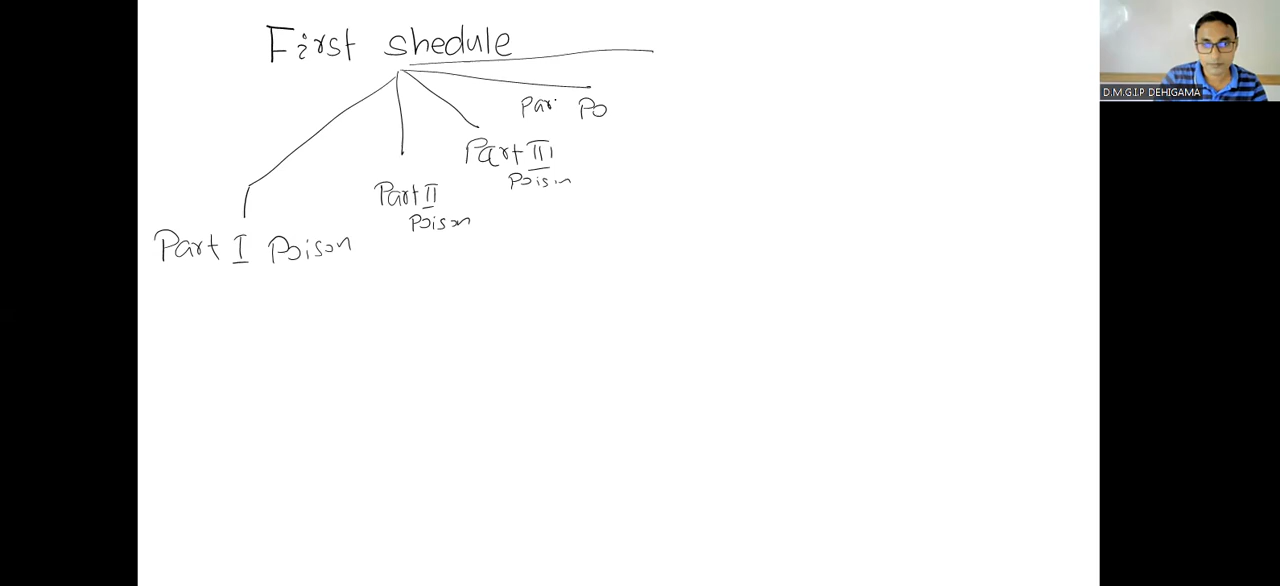 First shedule
Par Po
Part III
Poison
Part II
Poison
Part I Poison
D.M.G.I.P DEHIGAMA